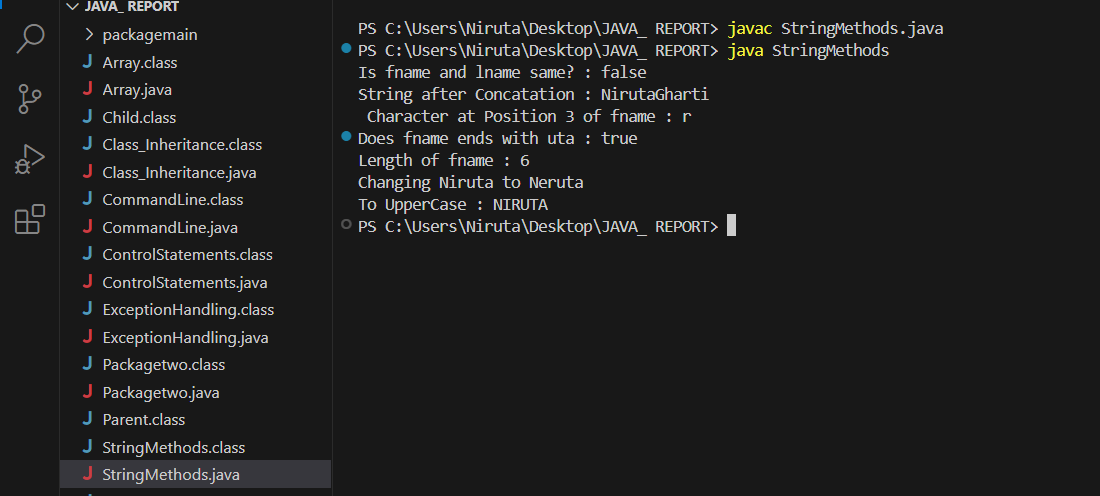 JAVA_ REPORT
packagemain
Array.class
Array.java
Child.class
Class_Inheritance.class
Class_Inheritance.java
CommandLine.class
CommandLine.java
ControlStatements.class
ControlStatements.java
ExceptionHandling.class
ExceptionHandling.java
Packagetwo.class
Packagetwo.java
Parent.class
StringMethods.class
StringMethods.java
PS C:\Users\Niruta\Desktop\JAVA_ REPORT> javac StringMethods.java
PS C:\Users\Niruta\Desktop\JAVA_ REPORT> java StringMethods
Is fname and lname same? : false
String after Concatation : NirutaGharti
 Character at Position 3 of fname : r
Does fname ends with uta : true
Length of fname : 6
Changing Niruta to Neruta
To UpperCase : NIRUTA
PS C:\Users\Niruta\Desktop\JAVA_ REPORT>